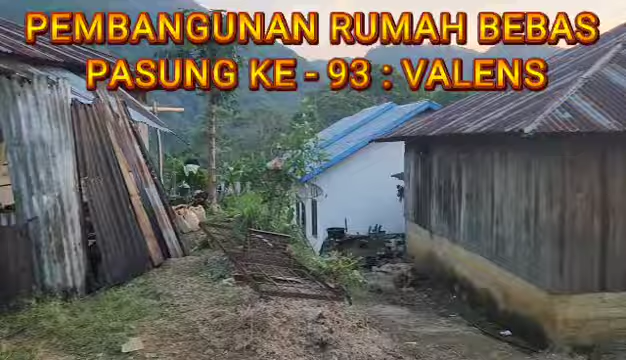 PEMBANGUNAN RUMAH BEBAS
PASUNG KE - 93 : VALENS